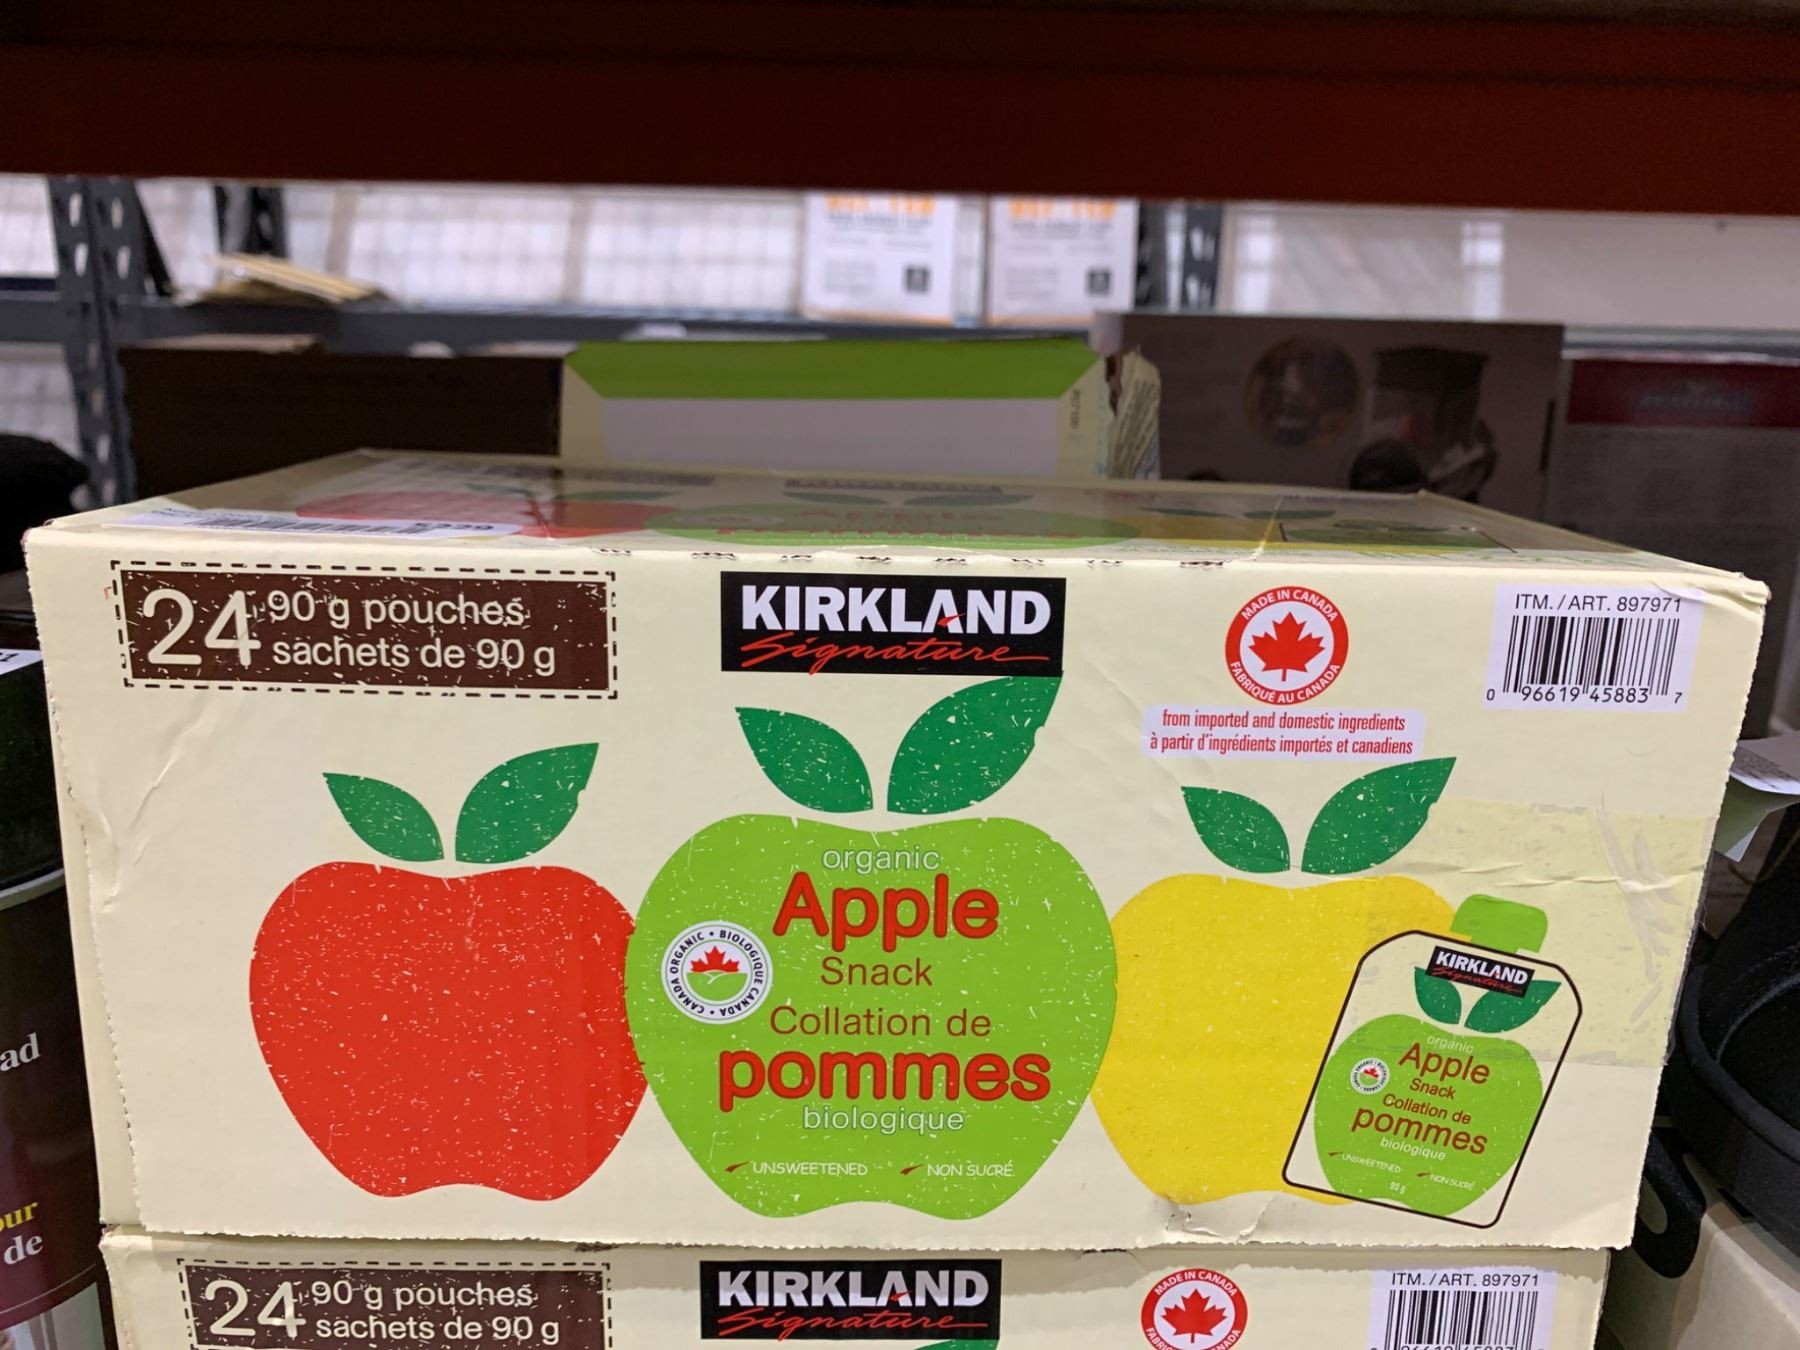 24 90 g pouches
sachets de 90 g
KIRKLAND
Signature
MADE IN CANADA
FABRIQUÉ AU CANADA
from imported and domestic ingredients
à partir d'ingrédients importés et canadiens
ITM. / ART. 897971
0 96619 45883 7
organic
Apple
Snack
Collation de
pommes
biologique
CANADA ORGANIC • BIOLOGIQUE CANADA •
UNSWEETENED NON SUCRÉ
KIRKLAND
Signature
organic
Apple
Snack
Collation de
pommes
biologique
UNSWEETENED NON SUCRÉ
90 g
ad
our
de
24 90 g pouches
sachets de 90 g
KIRKLAND
Signature
MADE IN CANADA
ITM. / ART. 897971